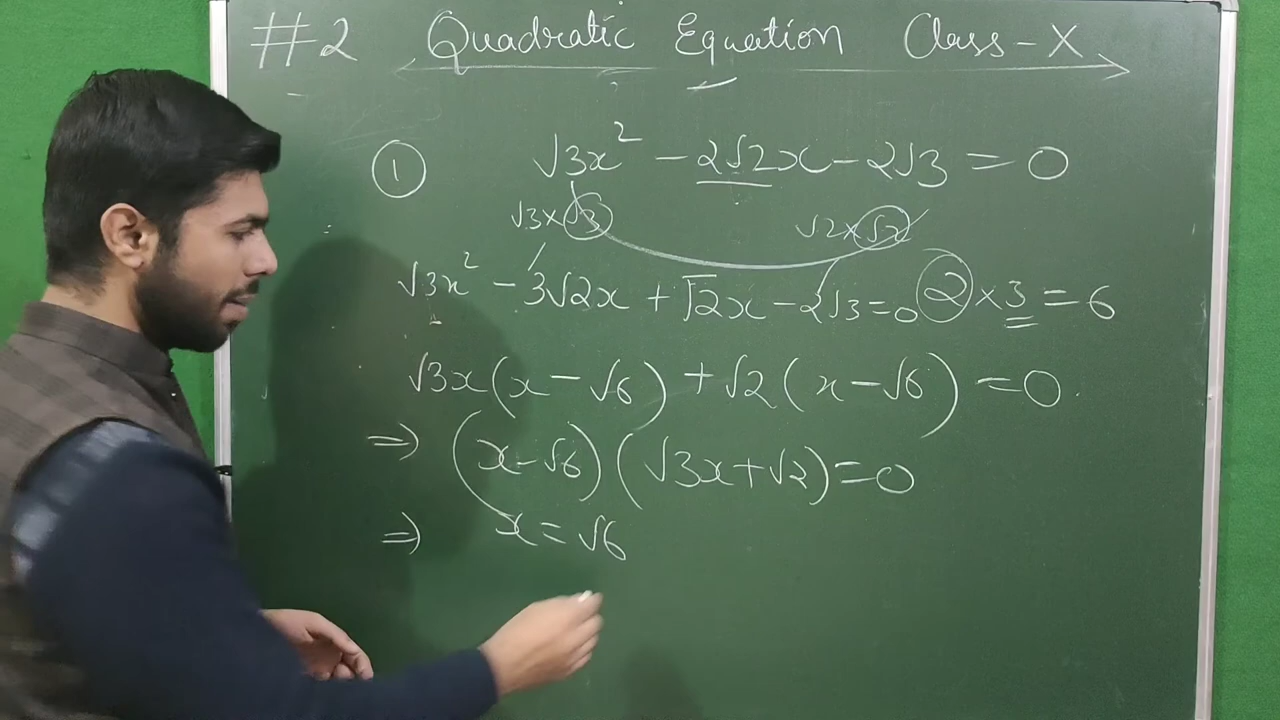 #2 Quadratic Equation Class-X
① √3x² - 2√2x - 2√3 = 0
√3×√3 √2×√2
√3x² - 3√2x + √2x - 2√3=0 2×3=6
√3x(x-√6) + √2(x-√6) =0
⇒ (x-√6)(√3x+√2)=0
⇒ x=√6